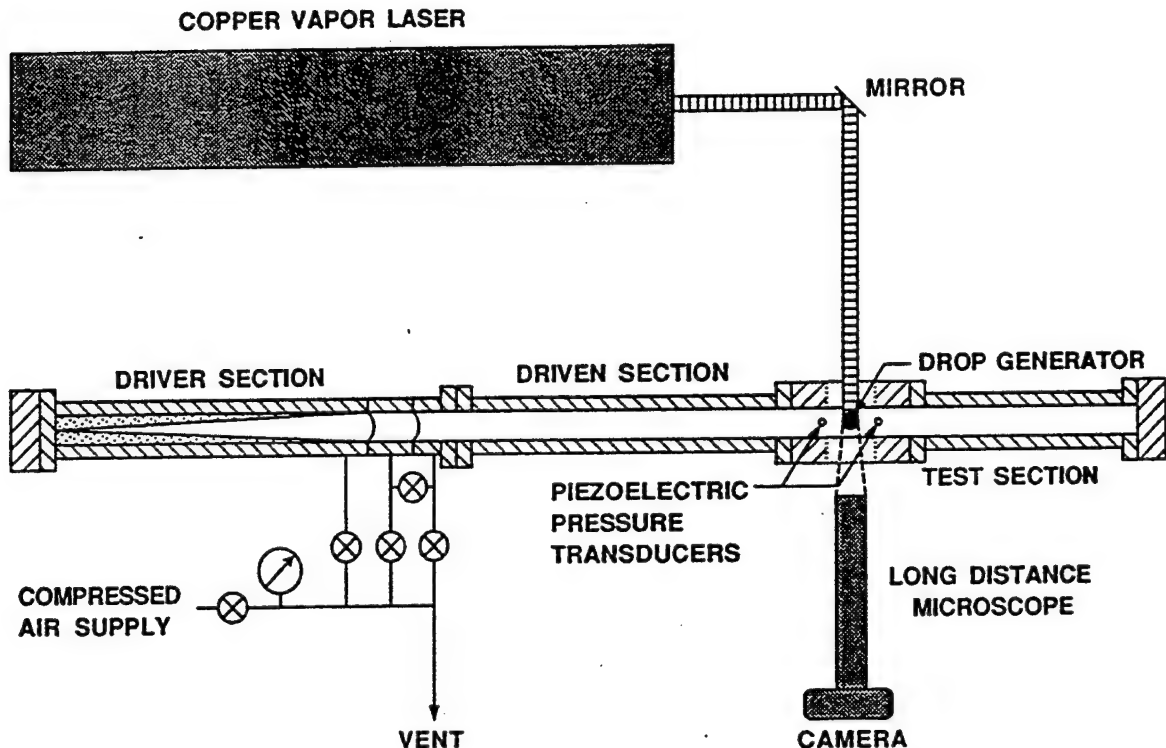 COPPER VAPOR LASER
MIRROR
DROP GENERATOR
DRIVER SECTION
DRIVEN SECTION
TEST SECTION
PIEZOELECTRIC
PRESSURE
TRANSDUCERS
LONG DISTANCE
MICROSCOPE
COMPRESSED
AIR SUPPLY
VENT
CAMERA